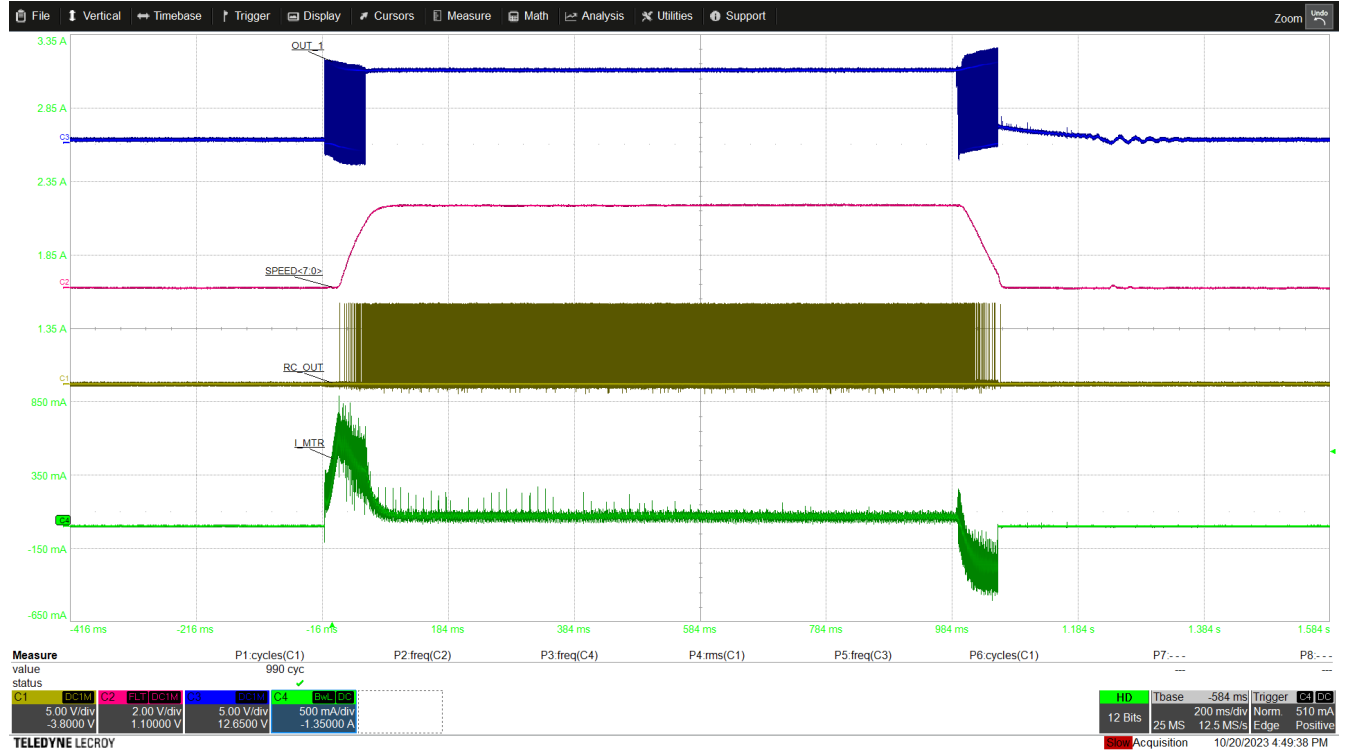 File Vertical Timebase Trigger Display Cursors Measure Math Analysis Utilities Support Zoom Undo
3.35 A
OUT_1
2.85 A
C3
2.35 A
1.85 A
SPEED<7:0>
C2
1.35 A
RC_OUT
C1
850 mA
I_MTR
350 mA
C4
-150 mA
-650 mA
-416 ms -216 ms -16 ms 184 ms 384 ms 584 ms 784 ms 984 ms 1.184 s 1.384 s 1.584 s
Measure P1:cycles(C1) P2:freq(C2) P3:freq(C4) P4:rms(C1) P5:freq(C3) P6:cycles(C1) P7:- - - P8:- - -
value 990 cyc --- ---
status
C1 DC1M C2 FLT DC1M C3 DC1M C4 BwL DC HD Tbase -584 ms Trigger C4 DC
5.00 V/div 2.00 V/div 5.00 V/div 500 mA/div 12 Bits 200 ms/div Norm. 510 mA
-3.8000 V 1.10000 V 12.6500 V -1.35000 A 25 MS 12.5 MS/s Edge Positive
TELEDYNE LECROY Slow Acquisition 10/20/2023 4:49:38 PM